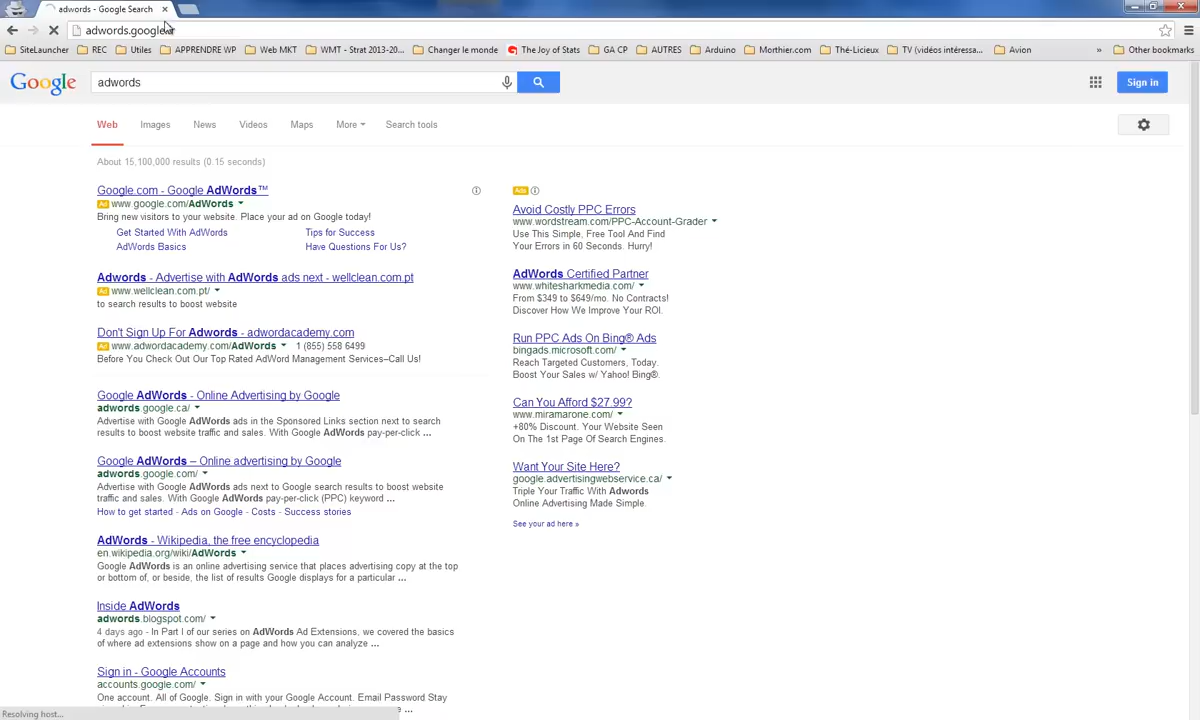 adwords - Google Search
adwords.google.
SiteLauncher REC Utiles APPRENDRE WP Web MKT WMT - Strat 2013-20... Changer le monde The Joy of Stats GA CP AUTRES Arduino Morthier.com Thé-Licieux TV (vidéos intéressa... Avion » Other bookmarks
Google adwords Sign in
Web Images News Videos Maps More Search tools
About 15,100,000 results (0.15 seconds)
Google.com - Google AdWords™
Ad www.google.com/AdWords
Bring new visitors to your website. Place your ad on Google today!
Get Started With AdWords Tips for Success
AdWords Basics Have Questions For Us?
Adwords - Advertise with AdWords ads next - wellclean.com.pt
Ad www.wellclean.com.pt/
to search results to boost website
Don't Sign Up For Adwords - adwordacademy.com
Ad www.adwordacademy.com/AdWords 1 (855) 558 6499
Before You Check Out Our Top Rated AdWord Management Services–Call Us!
Google AdWords - Online Advertising by Google
adwords.google.ca/
Advertise with Google AdWords ads in the Sponsored Links section next to search
results to boost website traffic and sales. With Google AdWords pay-per-click ...
Google AdWords – Online advertising by Google
adwords.google.com/
Advertise with Google AdWords ads next to Google search results to boost website
traffic and sales. With Google AdWords pay-per-click (PPC) keyword ...
How to get started - Ads on Google - Costs - Success stories
AdWords - Wikipedia, the free encyclopedia
en.wikipedia.org/wiki/AdWords
Google AdWords is an online advertising service that places advertising copy at the top
or bottom of, or beside, the list of results Google displays for a particular ...
Inside AdWords
adwords.blogspot.com/
4 days ago - In Part I of our series on AdWords Ad Extensions, we covered the basics
of where ad extensions show on a page and how you can analyze ...
Sign in - Google Accounts
accounts.google.com/
One account. All of Google. Sign in with your Google Account. Email Password Stay
Ads
Avoid Costly PPC Errors
www.wordstream.com/PPC-Account-Grader
Use This Simple, Free Tool And Find
Your Errors in 60 Seconds. Hurry!
AdWords Certified Partner
www.whitesharkmedia.com/
From $349 to $649/mo. No Contracts!
Discover How We Improve Your ROI.
Run PPC Ads On Bing® Ads
bingads.microsoft.com/
Reach Targeted Customers, Today.
Boost Your Sales w/ Yahoo! Bing®.
Can You Afford $27.99?
www.miramarone.com/
+80% Discount. Your Website Seen
On The 1st Page Of Search Engines.
Want Your Site Here?
google.advertisingwebservice.ca/
Triple Your Traffic With Adwords
Online Advertising Made Simple.
See your ad here »
Resolving host...